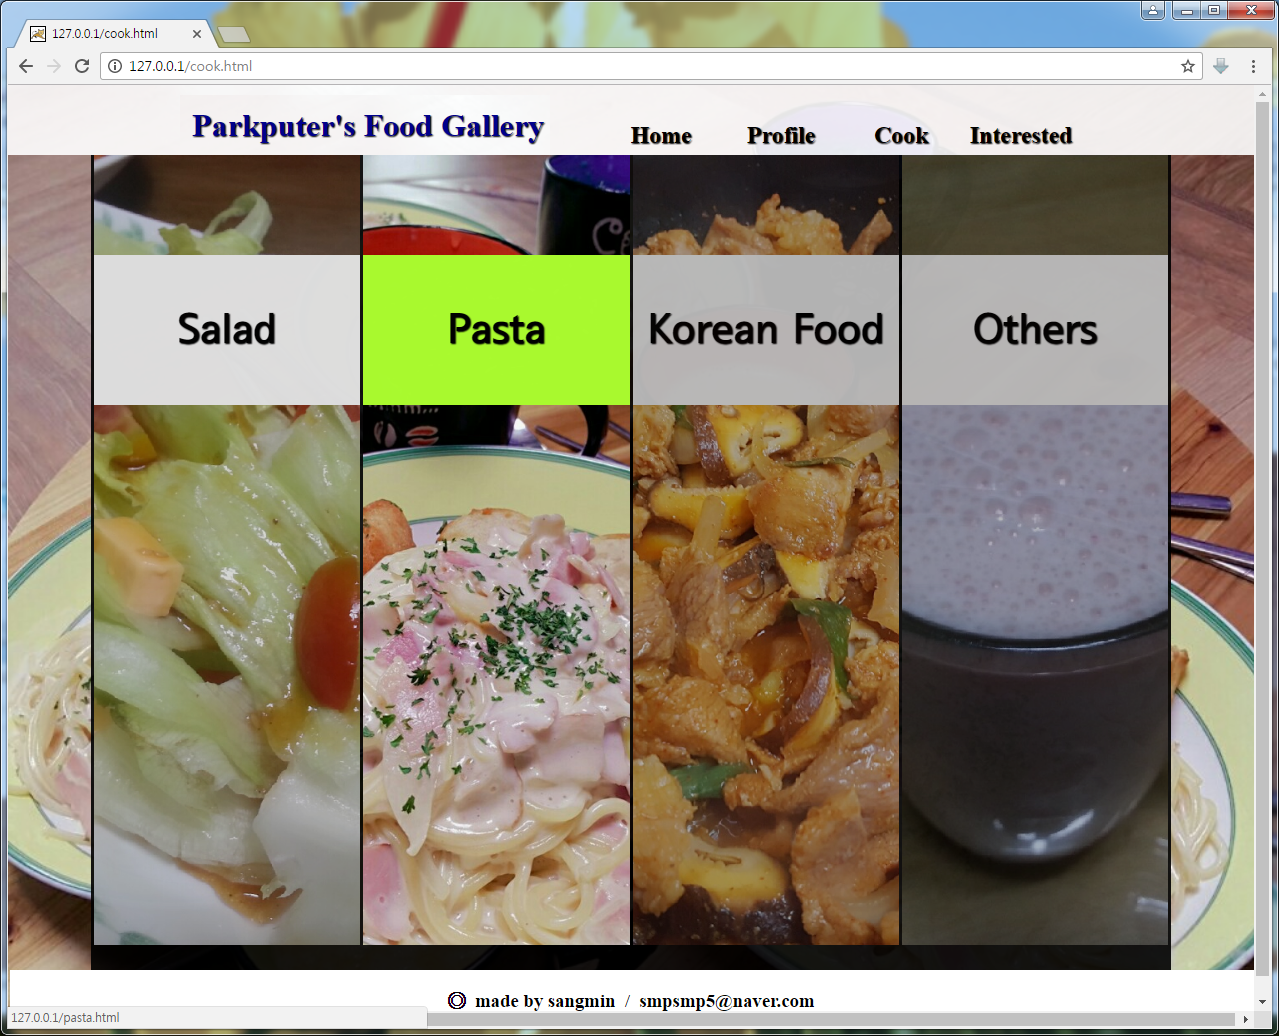 127.0.0.1/cook.html
127.0.0.1/cook.html
Parkputer's Food Gallery
Home Profile Cook Interested
Salad Pasta Korean Food Others
made by sangmin / smpsmp5@naver.com
127.0.0.1/pasta.html